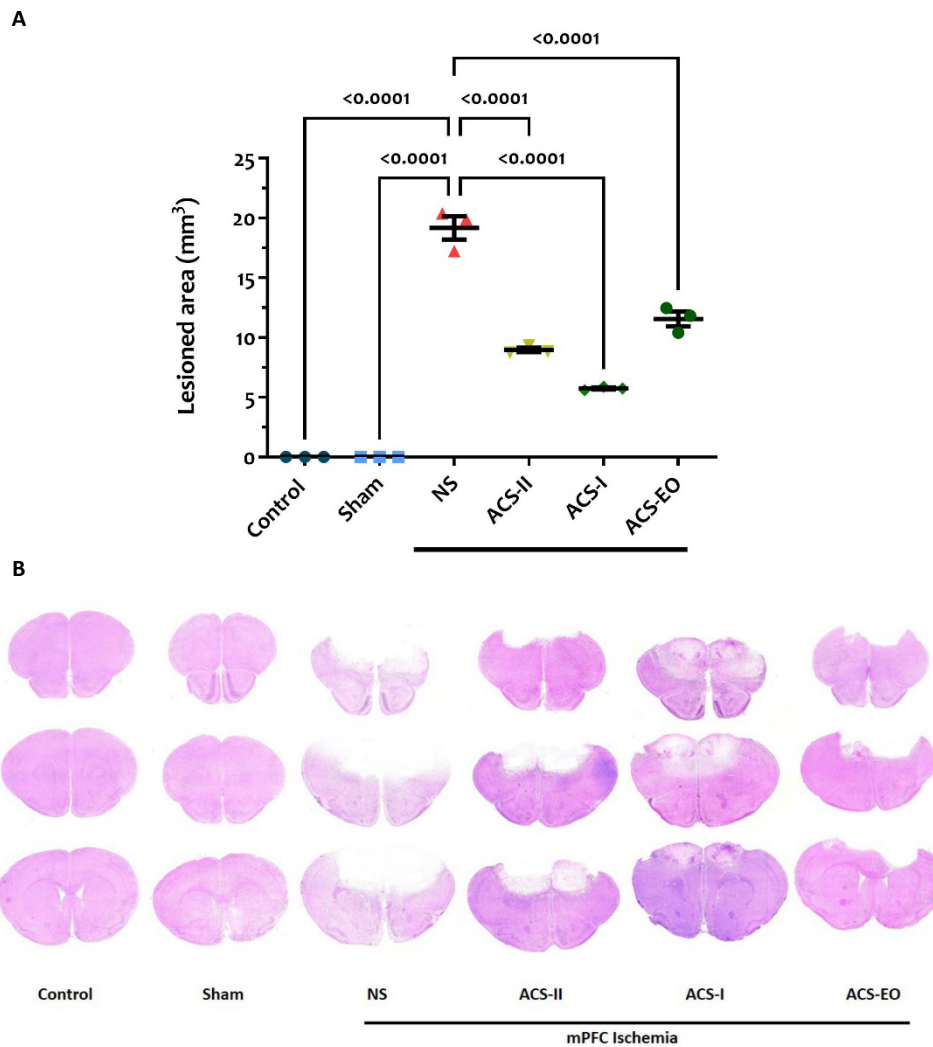 A
<0.0001
<0.0001 <0.0001
<0.0001 <0.0001
Lesioned area (mm³)
25
20
15
10
5
0
Control Sham NS ACS-II ACS-I ACS-EO
B
Control Sham NS ACS-II ACS-I ACS-EO
mPFC Ischemia